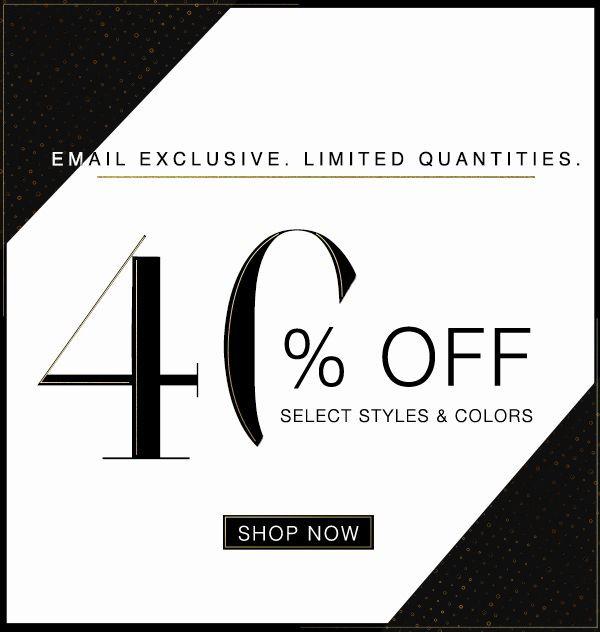 EMAIL EXCLUSIVE. LIMITED QUANTITIES.
40% OFF
SELECT STYLES & COLORS
SHOP NOW